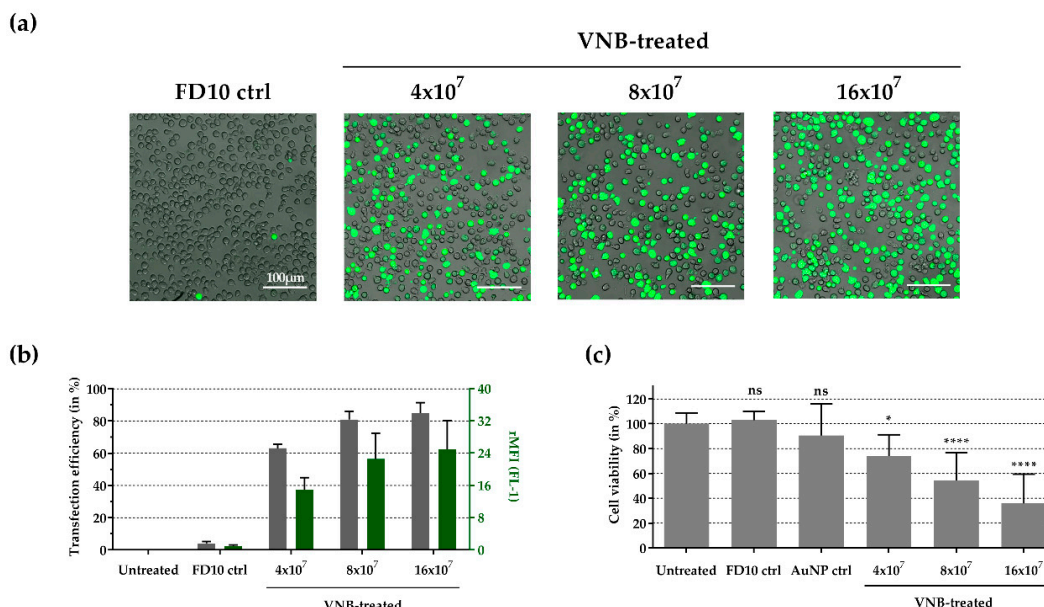 (a)
VNB-treated
FD10 ctrl 4x10⁷ 8x10⁷ 16x10⁷
100µm
(b)
(c)
Transfection efficiency (in %)
100
80
60
40
20
0
40
32
24
16
8
0
rMFI (FL-1)
Untreated FD10 ctrl 4x10⁷ 8x10⁷ 16x10⁷
VNB-treated
Cell viability (in %)
120
100
80
60
40
20
0
ns ns * **** ****
Untreated FD10 ctrl AuNP ctrl 4x10⁷ 8x10⁷ 16x10⁷
VNB-treated